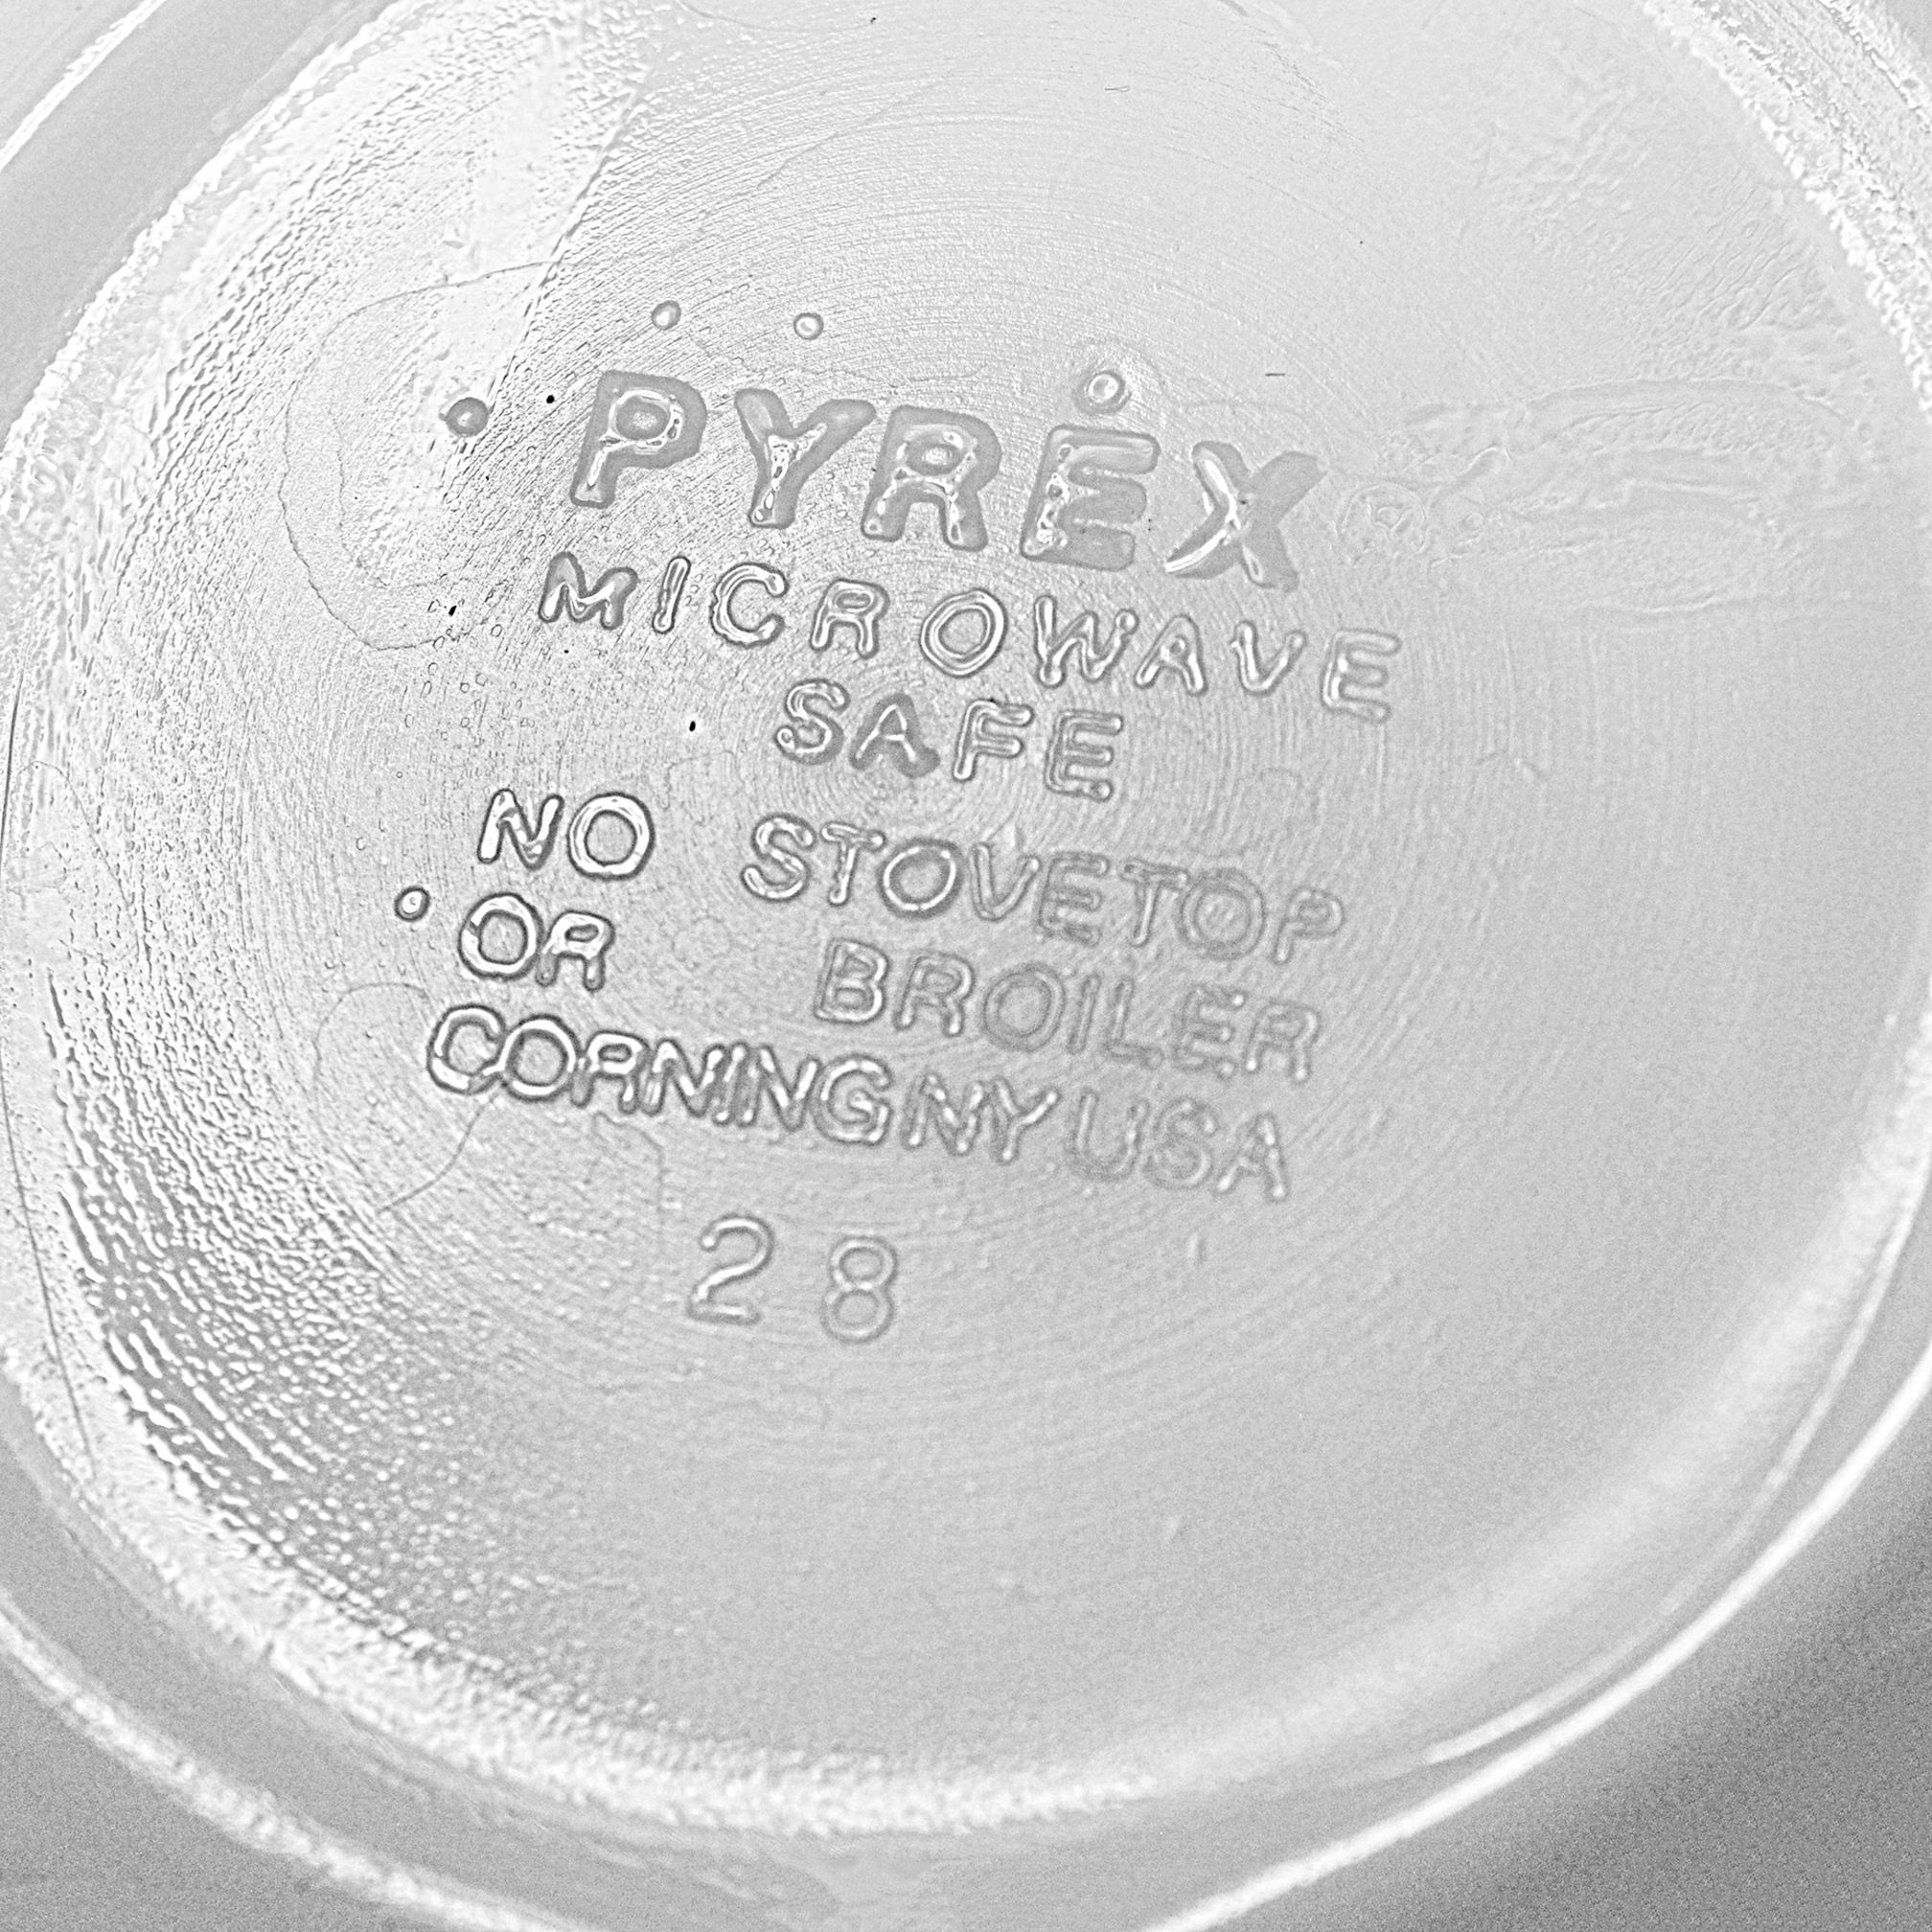 PYREX
MICROWAVE
SAFE
NO STOVETOP
OR BROILER
CORNING NY USA
28